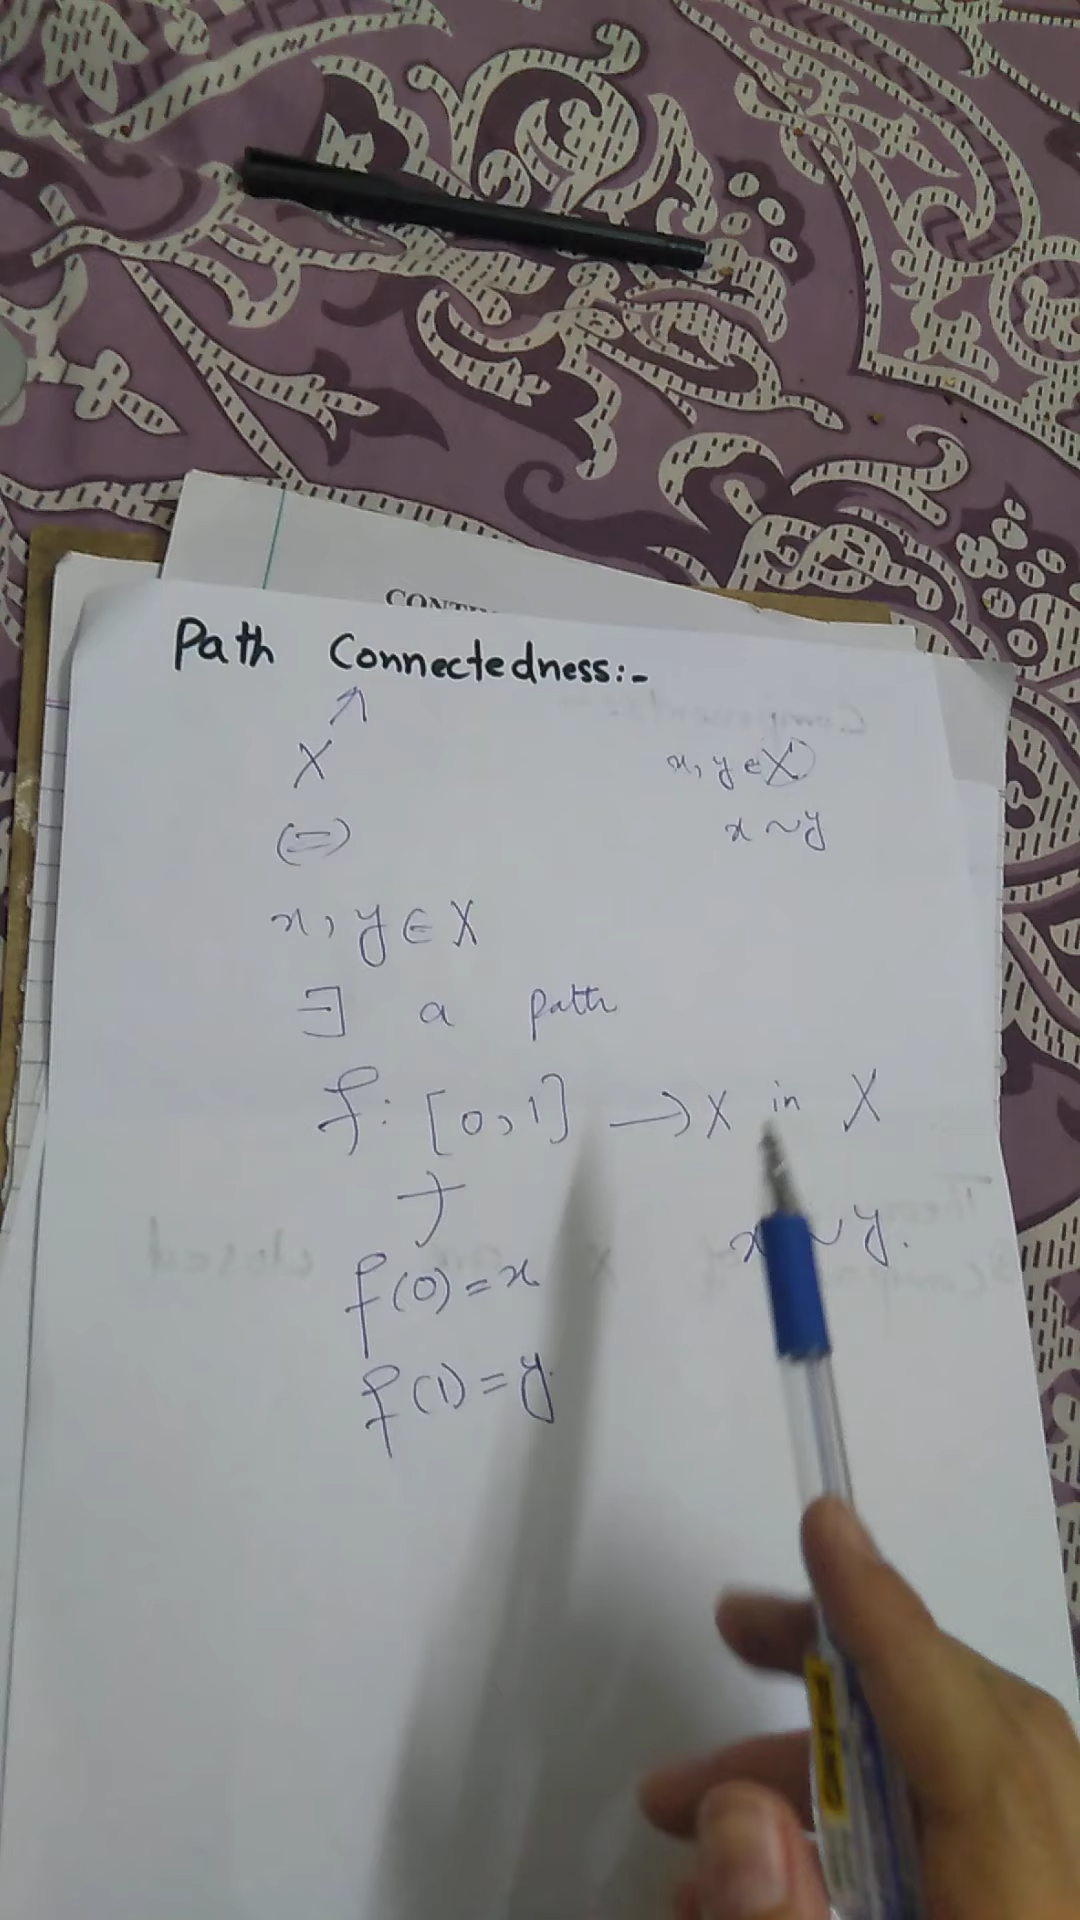 Path Connectedness:-
X
x, y ∈ X
(=)
x ~ y
x, y ∈ X
∃ a path
f: [0,1] → X in X
x ~ y.
f(0) = x
f(1) = y.